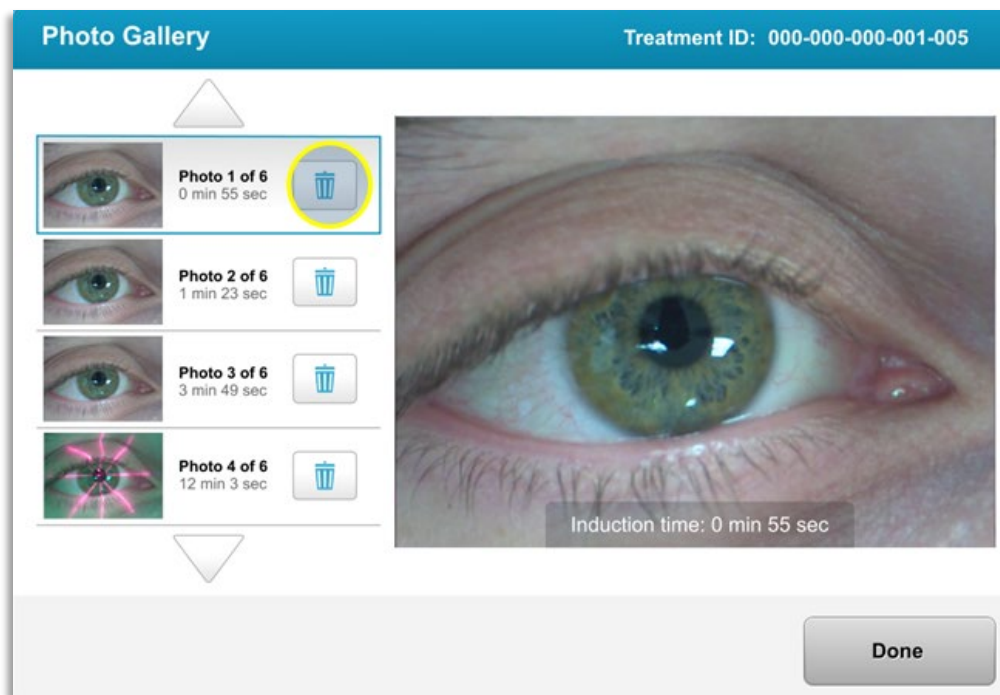 Photo Gallery
Treatment ID: 000-000-000-001-005
Photo 1 of 6
0 min 55 sec
Photo 2 of 6
1 min 23 sec
Photo 3 of 6
3 min 49 sec
Photo 4 of 6
12 min 3 sec
Induction time: 0 min 55 sec
Done